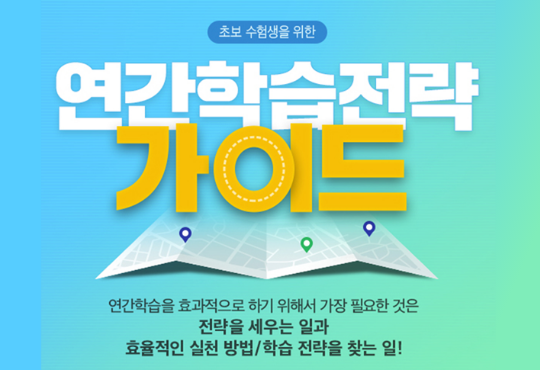 초보 수험생을 위한
연간학습전략
가이드
연간학습을 효과적으로 하기 위해서 가장 필요한 것은
전략을 세우는 일과
효율적인 실천 방법/학습 전략을 찾는 일!